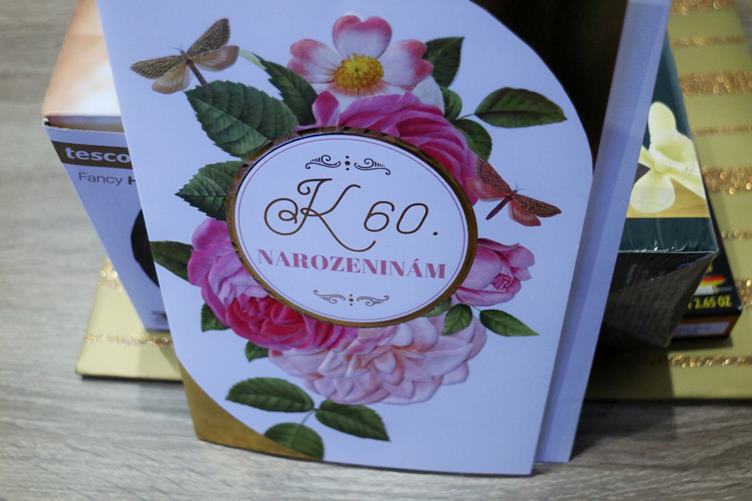 K 60.
NAROZENINÁM
tesco
Fancy
2.65 OZ